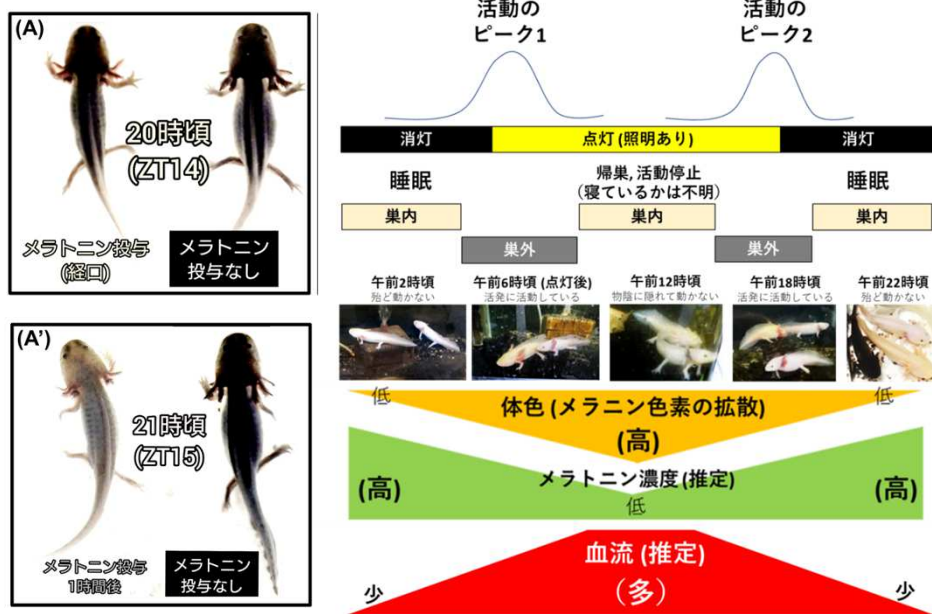 (A)
20時頃
(ZT14)
メラトニン投与
(経口)
メラトニン
投与なし
(A')
21時頃
(ZT15)
メラトニン投与
1時間後
メラトニン
投与なし
活動の
ピーク1
活動の
ピーク2
消灯
点灯(照明あり)
消灯
睡眠
帰巣, 活動停止
(寝ているかは不明)
睡眠
巣内
巣内
巣内
巣外
巣外
午前2時頃
殆ど動かない
午前6時頃 (点灯後)
活発に活動している
午前12時頃
物陰に隠れて動かない
午前18時頃
活発に活動している
午前22時頃
殆ど動かない
低
体色 (メラニン色素の拡散)
低
(高)
メラトニン濃度 (推定)
(高)
低
(高)
血流 (推定)
少
(多)
少